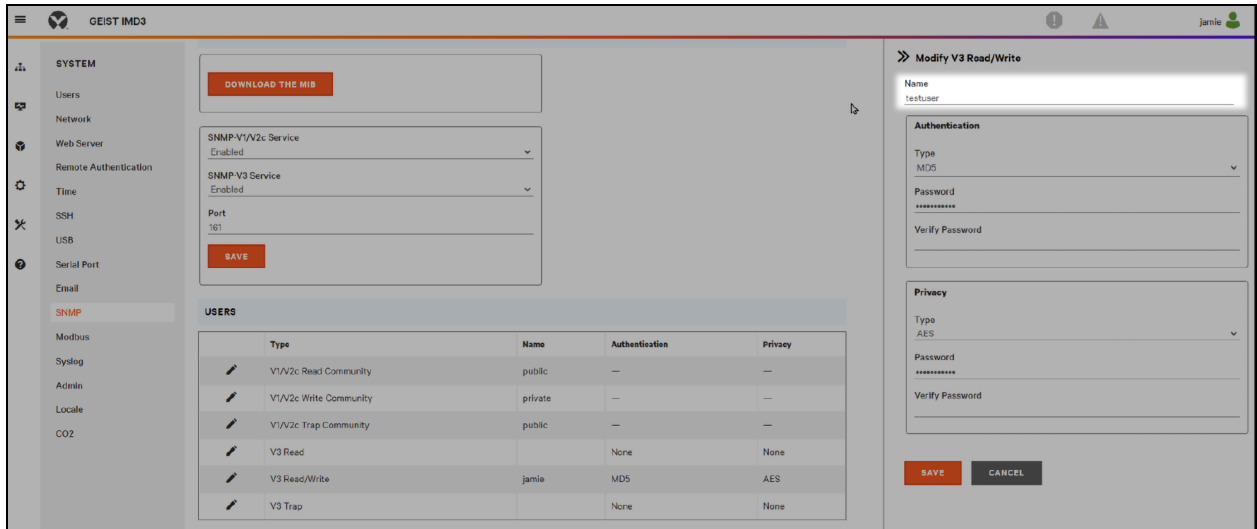 GEIST IMD3
jamie
SYSTEM
Users
Network
Web Server
Remote Authentication
Time
SSH
USB
Serial Port
Email
SNMP
Modbus
Syslog
Admin
Locale
CO2
DOWNLOAD THE MIB
SNMP-V1/V2c Service
Enabled
SNMP-V3 Service
Enabled
Port
161
SAVE
USERS
Type Name Authentication Privacy
V1/V2c Read Community public — —
V1/V2c Write Community private — —
V1/V2c Trap Community public — —
V3 Read None None
V3 Read/Write jamie MD5 AES
V3 Trap None None
Modify V3 Read/Write
Name
testuser
Authentication
Type
MD5
Password
•••••••••••
Verify Password
Privacy
Type
AES
Password
•••••••••••
Verify Password
SAVE CANCEL